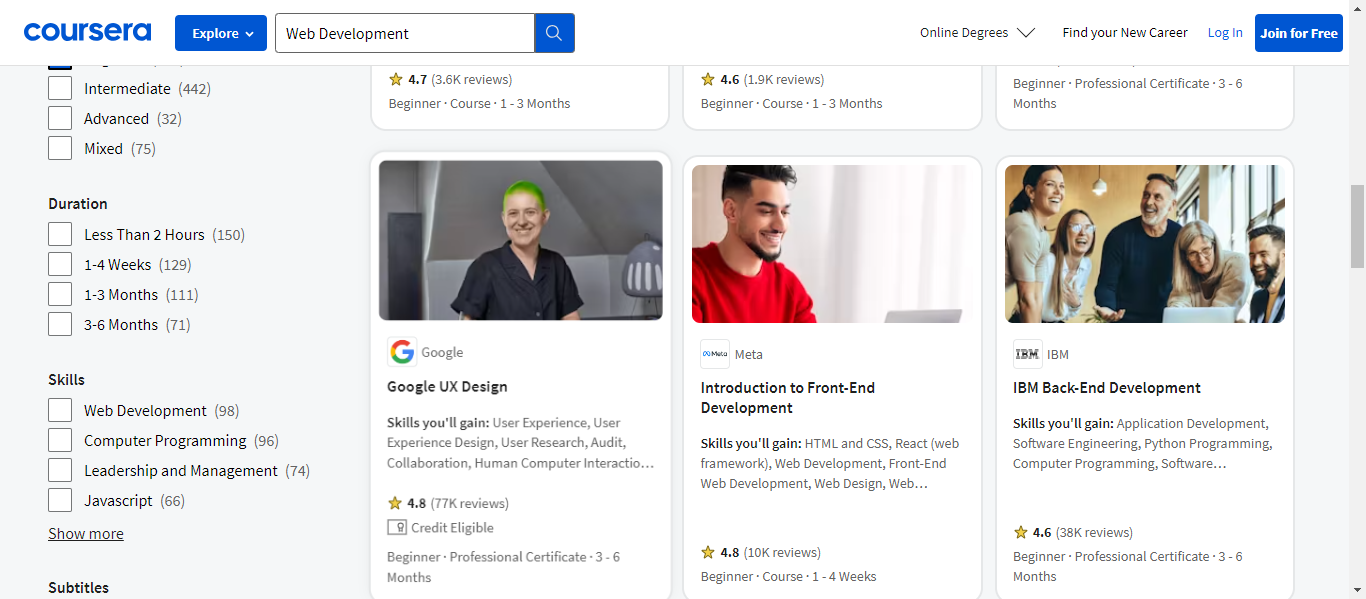 coursera
Explore
Web Development
Online Degrees
Find your New Career
Log In
Join for Free
Intermediate (442)
Advanced (32)
Mixed (75)
Duration
Less Than 2 Hours (150)
1-4 Weeks (129)
1-3 Months (111)
3-6 Months (71)
Skills
Web Development (98)
Computer Programming (96)
Leadership and Management (74)
Javascript (66)
Show more
Subtitles
4.7 (3.6K reviews)
Beginner · Course · 1 - 3 Months
4.6 (1.9K reviews)
Beginner · Course · 1 - 3 Months
Beginner · Professional Certificate · 3 - 6
Months
Google
Google UX Design
Skills you'll gain: User Experience, User
Experience Design, User Research, Audit,
Collaboration, Human Computer Interactio…
4.8 (77K reviews)
Credit Eligible
Beginner · Professional Certificate · 3 - 6
Months
Meta
Meta
Introduction to Front-End
Development
Skills you'll gain: HTML and CSS, React (web
framework), Web Development, Front-End
Web Development, Web Design, Web…
4.8 (10K reviews)
Beginner · Course · 1 - 4 Weeks
IBM
IBM
IBM Back-End Development
Skills you'll gain: Application Development,
Software Engineering, Python Programming,
Computer Programming, Software…
4.6 (38K reviews)
Beginner · Professional Certificate · 3 - 6
Months